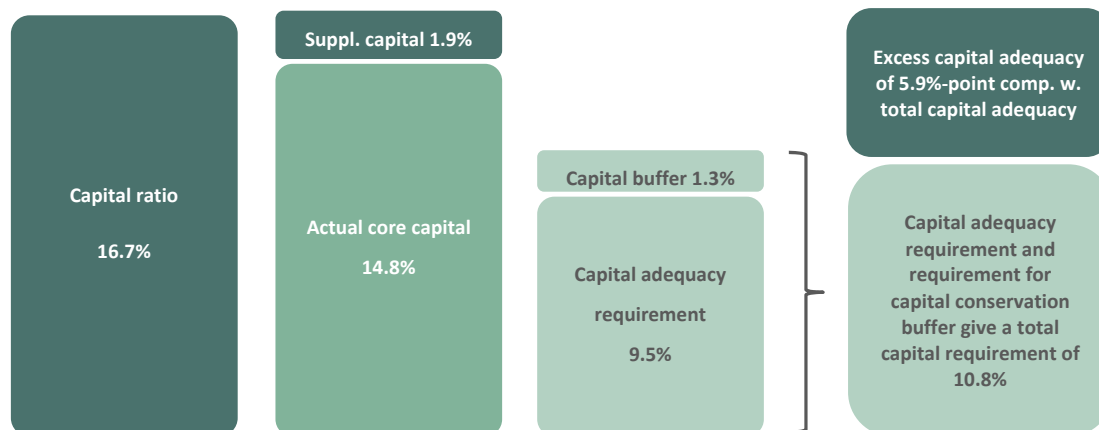 Capital ratio
16.7%
Suppl. capital 1.9%
Actual core capital
14.8%
Capital buffer 1.3%
Capital adequacy
requirement
9.5%
Excess capital adequacy
of 5.9%-point comp. w.
total capital adequacy
Capital adequacy
requirement and
requirement for
capital conservation
buffer give a total
capital requirement of
10.8%